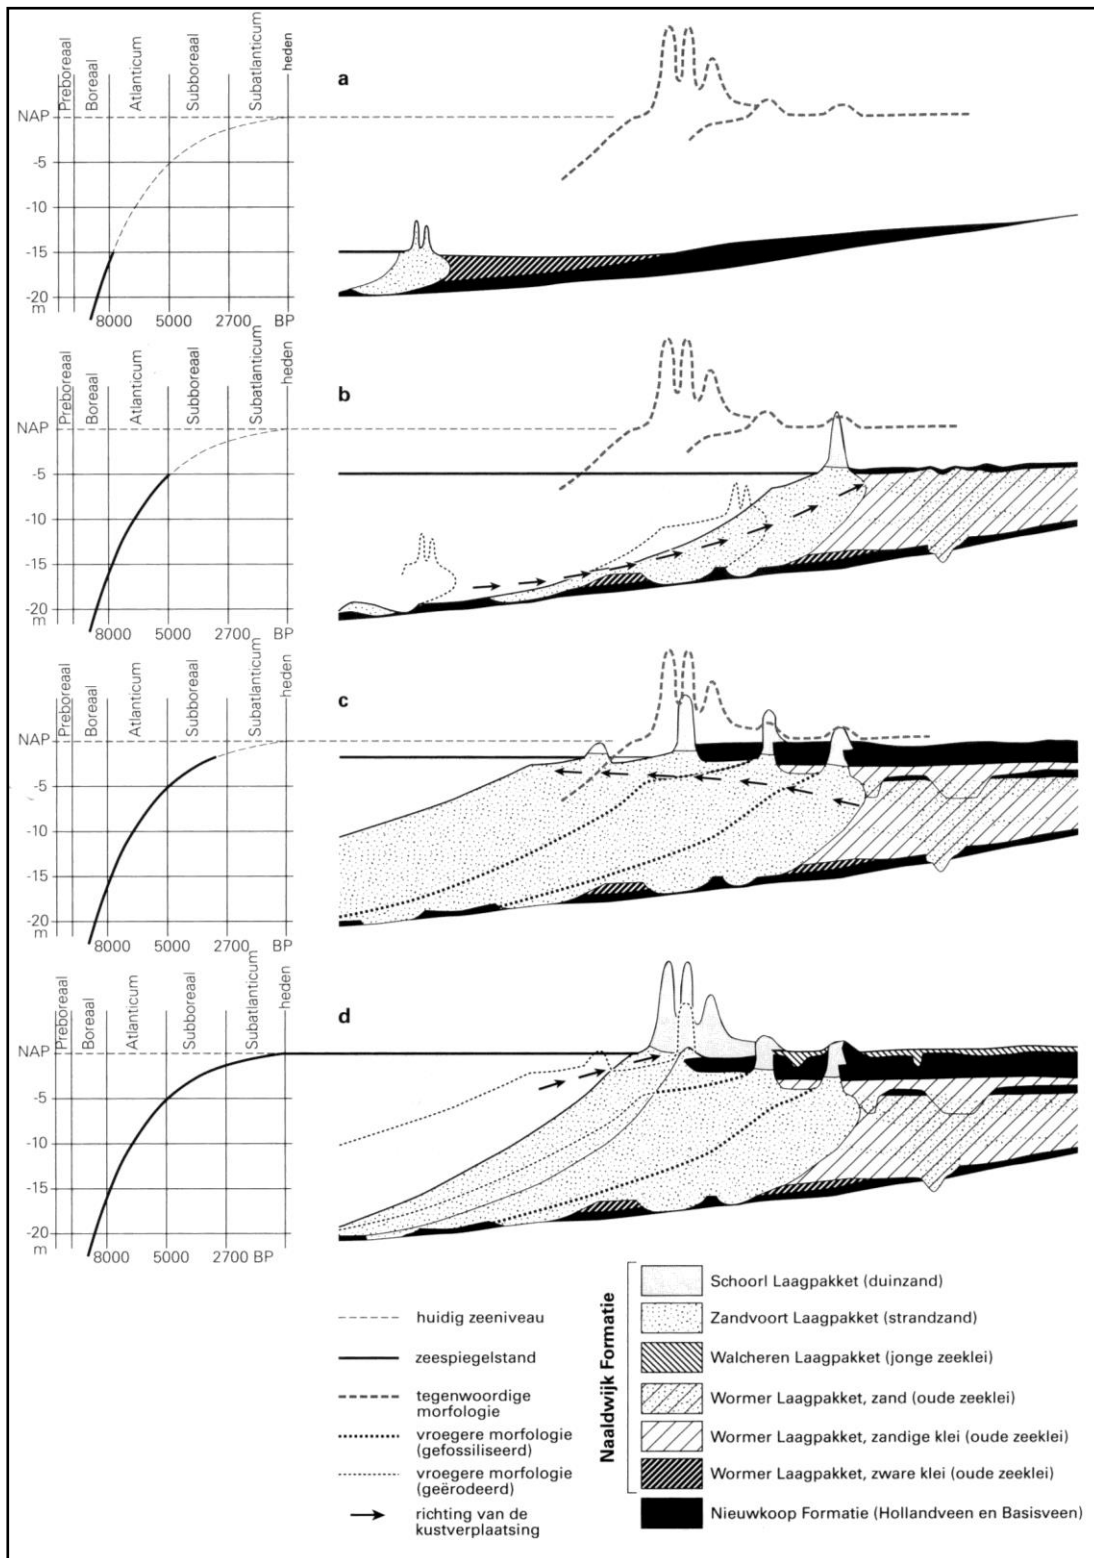 Preboreaal
Boreaal
Atlanticum
Subboreaal
Subatlanticum
heden
a
NAP
-5
-10
-15
-20
m
8000 5000 2700 BP
Preboreaal
Boreaal
Atlanticum
Subboreaal
Subatlanticum
heden
b
NAP
-5
-10
-15
-20
m
8000 5000 2700 BP
Preboreaal
Boreaal
Atlanticum
Subboreaal
Subatlanticum
heden
c
NAP
-5
-10
-15
-20
m
8000 5000 2700 BP
Preboreaal
Boreaal
Atlanticum
Subboreaal
Subatlanticum
heden
d
NAP
-5
-10
-15
-20
m
8000 5000 2700 BP
huidig zeeniveau
zeespiegelstand
tegenwoordige
morfologie
vroegere morfologie
(gefossiliseerd)
vroegere morfologie
(geërodeerd)
richting van de
kustverplaatsing
Naaldwijk Formatie
Schoorl Laagpakket (duinzand)
Zandvoort Laagpakket (strandzand)
Walcheren Laagpakket (jonge zeeklei)
Wormer Laagpakket, zand (oude zeeklei)
Wormer Laagpakket, zandige klei (oude zeeklei)
Wormer Laagpakket, zware klei (oude zeeklei)
Nieuwkoop Formatie (Hollandveen en Basisveen)